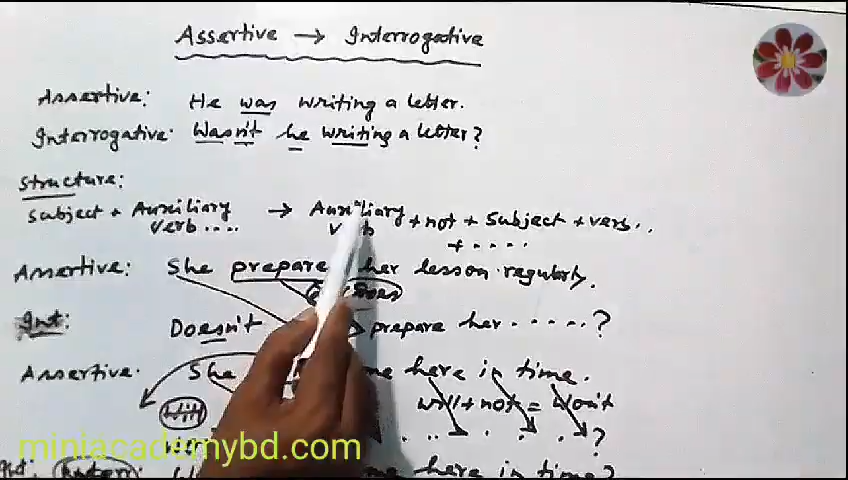 Assertive → Interrogative
Assertive: He was writing a letter.
Interrogative: Wasn't he writing a letter?
Structure:
Subject + Auxiliary Verb .... → Auxiliary Verb + not + Subject + verb.. + ....
Assertive: She prepare her lesson regularly.
Does
Int: Doesn't prepare her ......?
Assertive. She here in time.
Will will + not = Won't
?
here in time?
miniacademybd.com